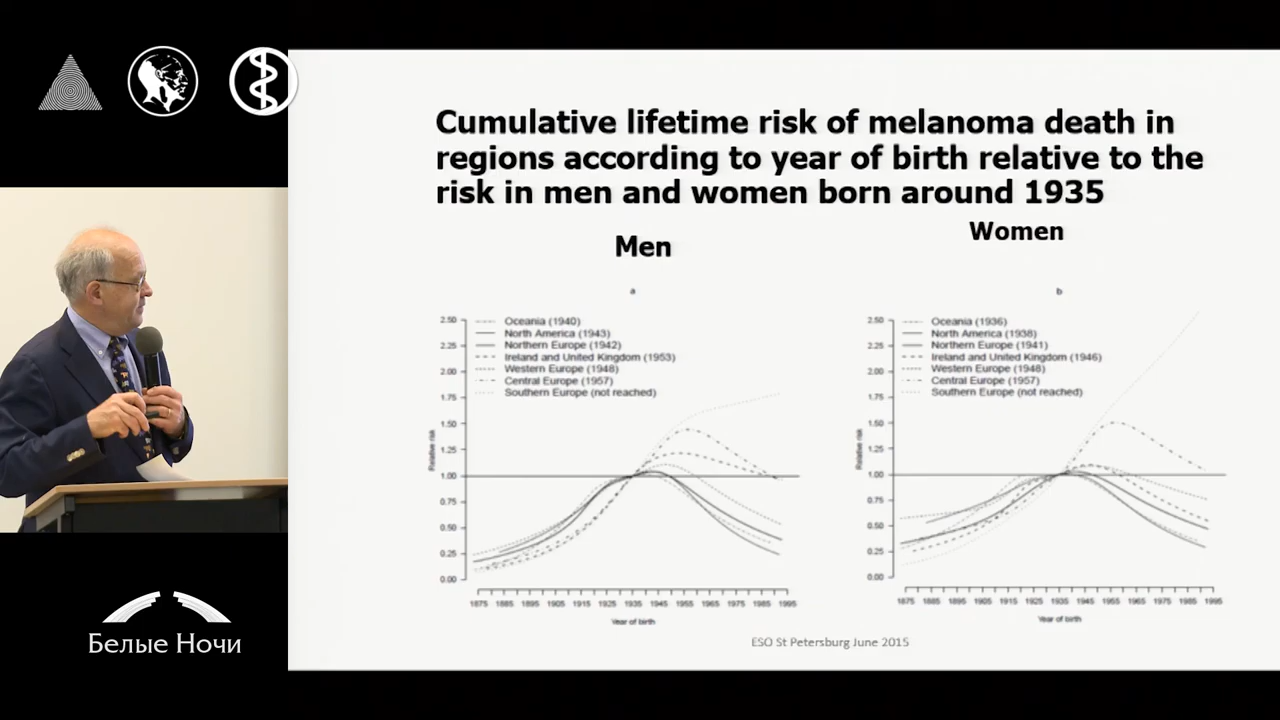 Cumulative lifetime risk of melanoma death in
regions according to year of birth relative to the
risk in men and women born around 1935
Men
Women
a
b
2.50
2.25
2.00
1.75
1.50
1.25
1.00
0.75
0.50
0.25
0.00
Relative risk
Oceania (1940)
North America (1943)
Northern Europe (1942)
Ireland and United Kingdom (1953)
Western Europe (1948)
Central Europe (1957)
Southern Europe (not reached)
1875 1885 1895 1905 1915 1925 1935 1945 1955 1965 1975 1985 1995
Year of birth
2.50
2.25
2.00
1.75
1.50
1.25
1.00
0.75
0.50
0.25
0.00
Relative risk
Oceania (1936)
North America (1938)
Northern Europe (1941)
Ireland and United Kingdom (1946)
Western Europe (1948)
Central Europe (1957)
Southern Europe (not reached)
1875 1885 1895 1905 1915 1925 1935 1945 1955 1965 1975 1985 1995
Year of birth
ESO St Petersburg June 2015
Белые Ночи